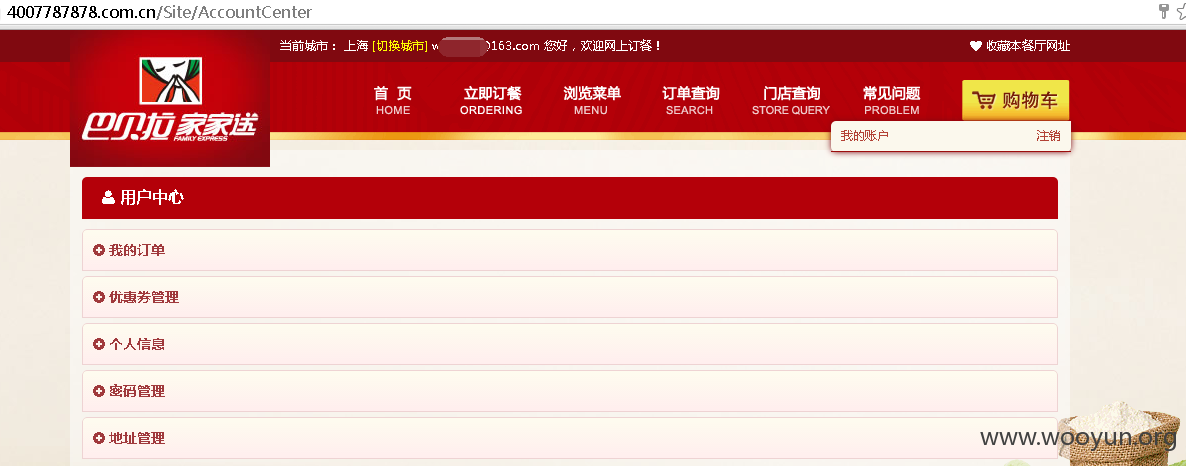 4007787878.com.cn/Site/AccountCenter
当前城市： 上海 [切换城市] w 163.com 您好，欢迎网上订餐！
收藏本餐厅网址
巴贝拉 家家送
FAMILY EXPRESS
首 页 立即订餐 浏览菜单 订单查询 门店查询 常见问题
HOME ORDERING MENU SEARCH STORE QUERY PROBLEM
购物车
我的账户 注销
用户中心
我的订单
优惠券管理
个人信息
密码管理
地址管理
www.wooyun.org